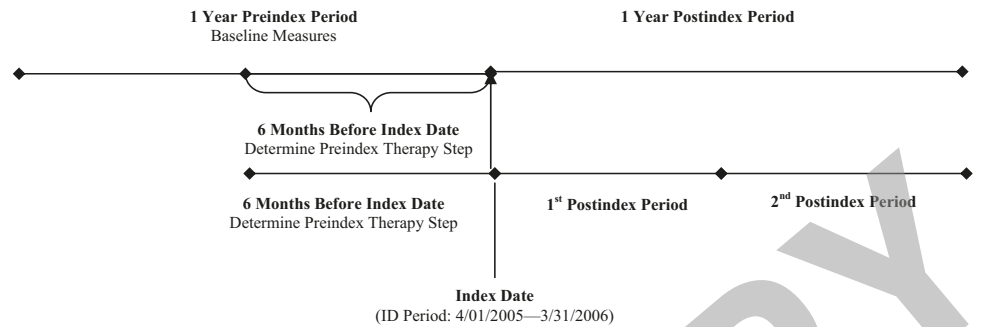 1 Year Preindex Period
Baseline Measures
1 Year Postindex Period
6 Months Before Index Date
Determine Preindex Therapy Step
6 Months Before Index Date
Determine Preindex Therapy Step
1st Postindex Period
2nd Postindex Period
Index Date
(ID Period: 4/01/2005—3/31/2006)